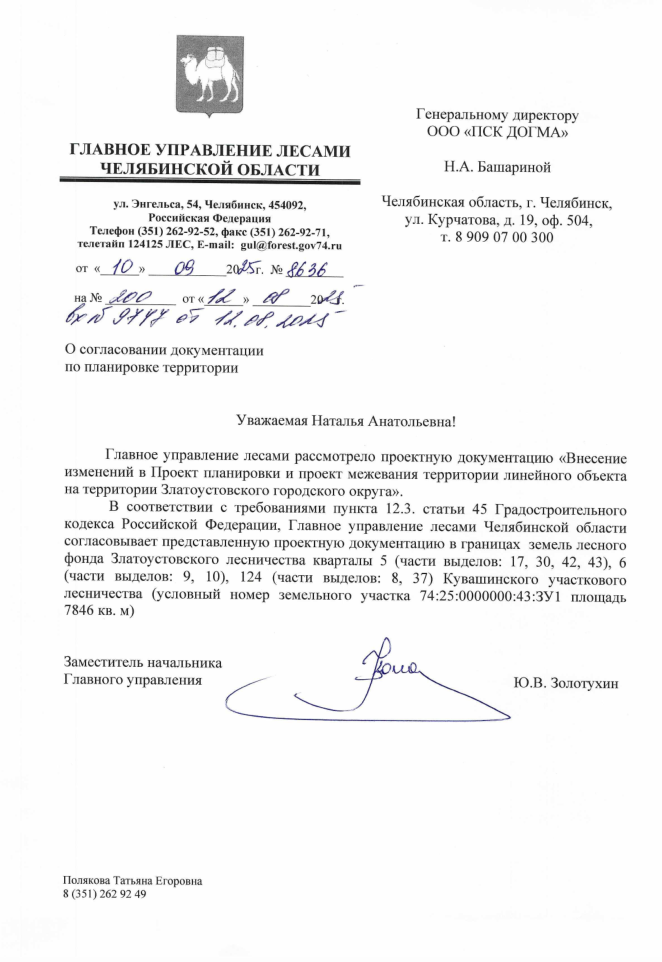 ГЛАВНОЕ УПРАВЛЕНИЕ ЛЕСАМИ
ЧЕЛЯБИНСКОЙ ОБЛАСТИ
ул. Энгельса, 54, Челябинск, 454092,
Российская Федерация
Телефон (351) 262-92-52, факс (351) 262-92-71,
телетайп 124125 ЛЕС, E-mail: gul@forest.gov74.ru
от «10» 09 2025г. № 8636
на № 200 от «12» 08 2025г.
вх № 9747 от 12.08.2025
Генеральному директору
ООО «ПСК ДОГМА»
Н.А. Башариной
Челябинская область, г. Челябинск,
ул. Курчатова, д. 19, оф. 504,
т. 8 909 07 00 300
О согласовании документации
по планировке территории
Уважаемая Наталья Анатольевна!
Главное управление лесами рассмотрело проектную документацию «Внесение
изменений в Проект планировки и проект межевания территории линейного объекта
на территории Златоустовского городского округа».
В соответствии с требованиями пункта 12.3. статьи 45 Градостроительного
кодекса Российской Федерации, Главное управление лесами Челябинской области
согласовывает представленную проектную документацию в границах земель лесного
фонда Златоустовского лесничества кварталы 5 (части выделов: 17, 30, 42, 43), 6
(части выделов: 9, 10), 124 (части выделов: 8, 37) Кувашинского участкового
лесничества (условный номер земельного участка 74:25:0000000:43:ЗУ1 площадь
7846 кв. м)
Заместитель начальника
Главного управления
Ю.В. Золотухин
Полякова Татьяна Егоровна
8 (351) 262 92 49